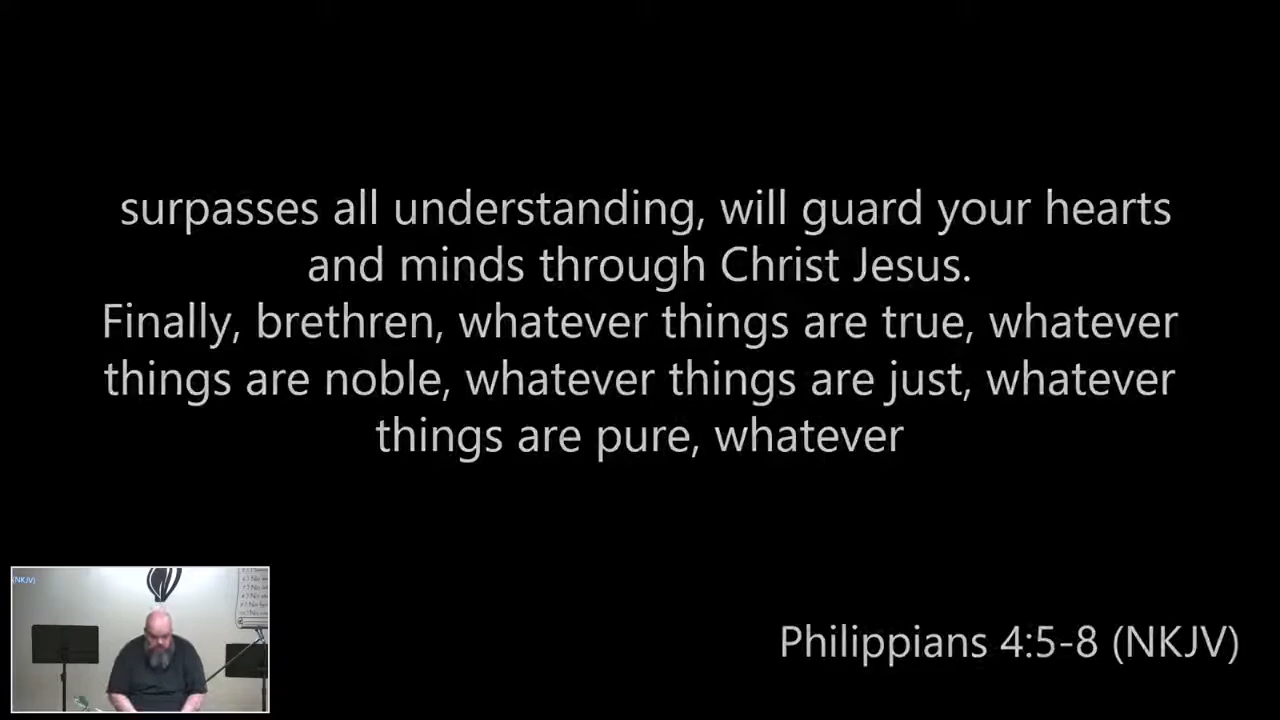 surpasses all understanding, will guard your hearts
and minds through Christ Jesus.
Finally, brethren, whatever things are true, whatever
things are noble, whatever things are just, whatever
things are pure, whatever
Philippians 4:5-8 (NKJV)
(NKJV)